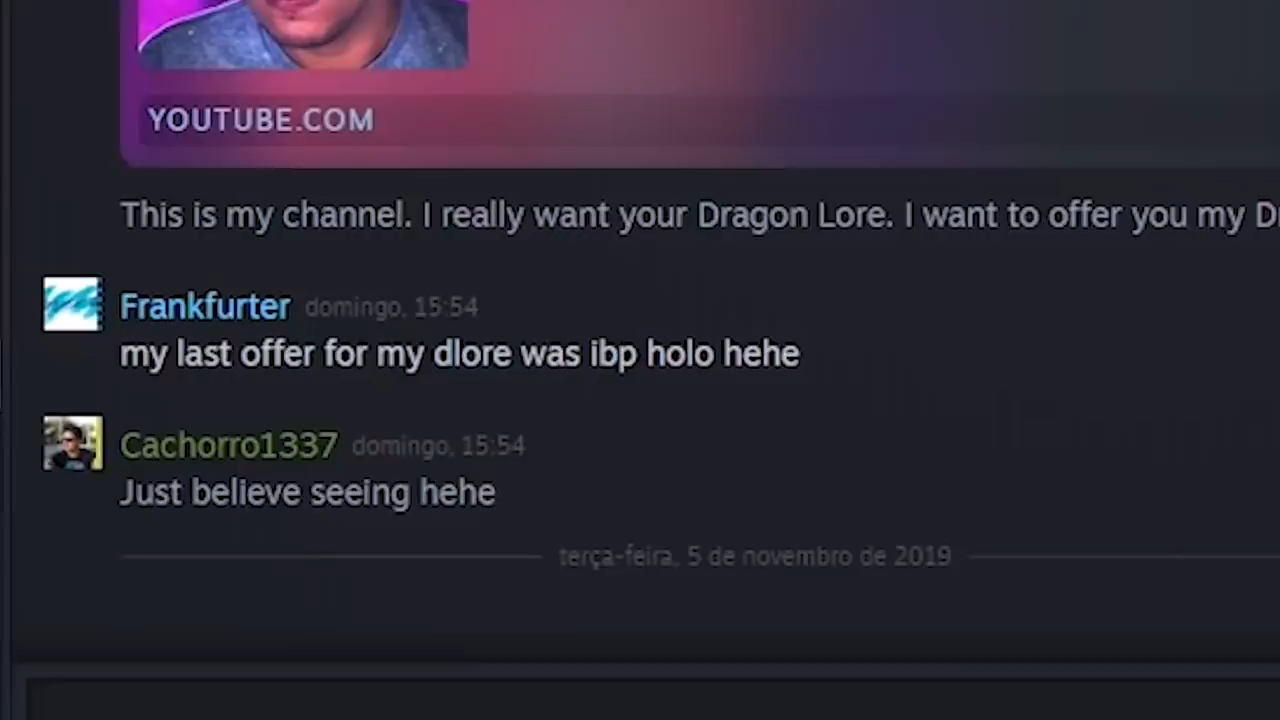 YOUTUBE.COM
This is my channel. I really want your Dragon Lore. I want to offer you my
Frankfurter domingo, 15:54
my last offer for my dlore was ibp holo hehe
Cachorro1337 domingo, 15:54
Just believe seeing hehe
terça-feira, 5 de novembro de 2019